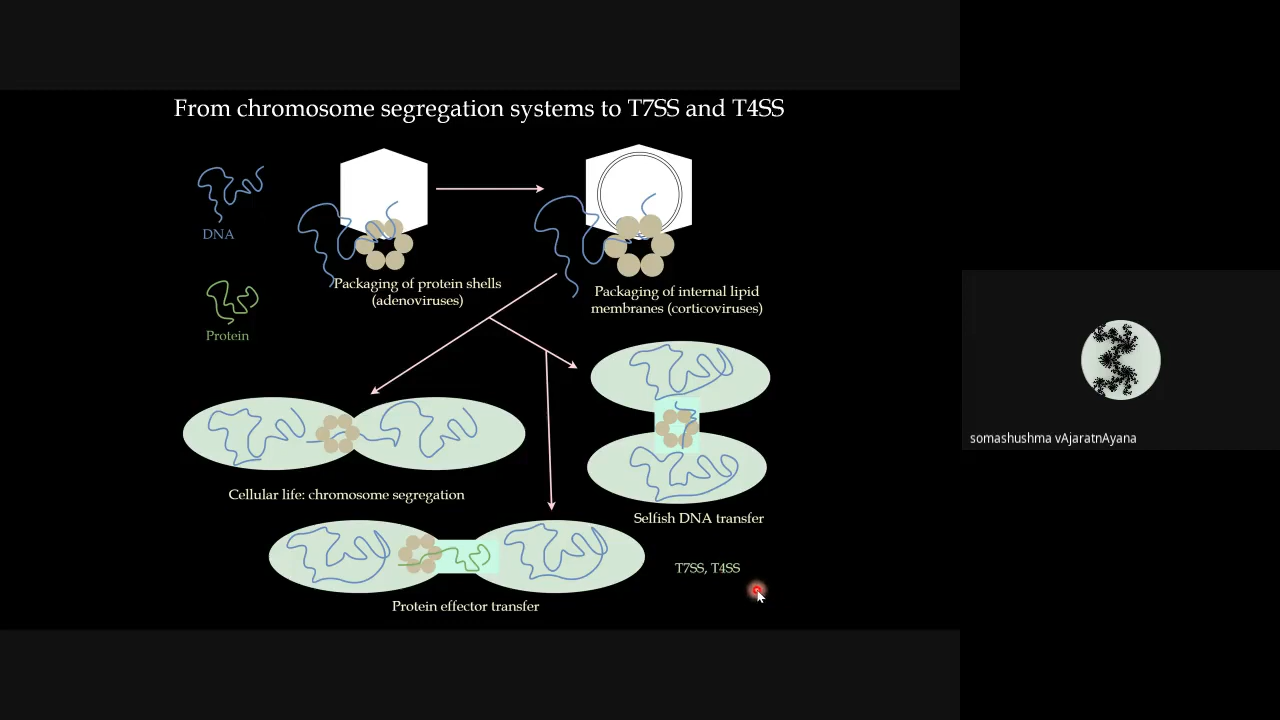 From chromosome segregation systems to T7SS and T4SS
DNA
Packaging of protein shells
(adenoviruses)
Packaging of internal lipid
membranes (corticoviruses)
Protein
somashushma vAjaratnAyana
Cellular life: chromosome segregation
Selfish DNA transfer
T7SS, T4SS
Protein effector transfer